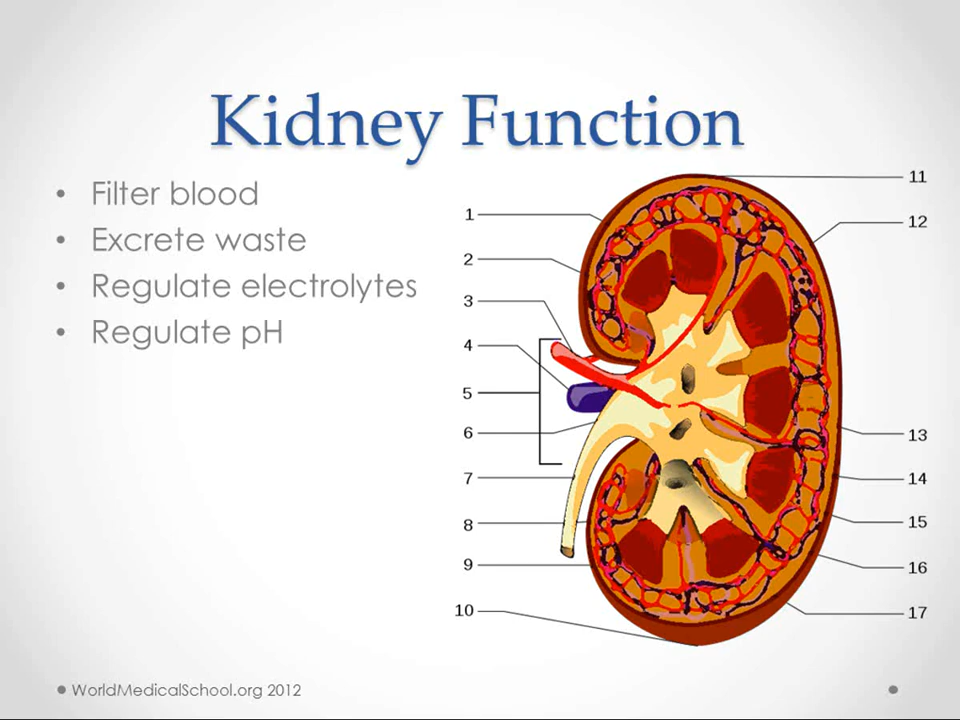 Kidney Function
• Filter blood
• Excrete waste
• Regulate electrolytes
• Regulate pH
1
2
3
4
5
6
7
8
9
10
11
12
13
14
15
16
17
WorldMedicalSchool.org 2012